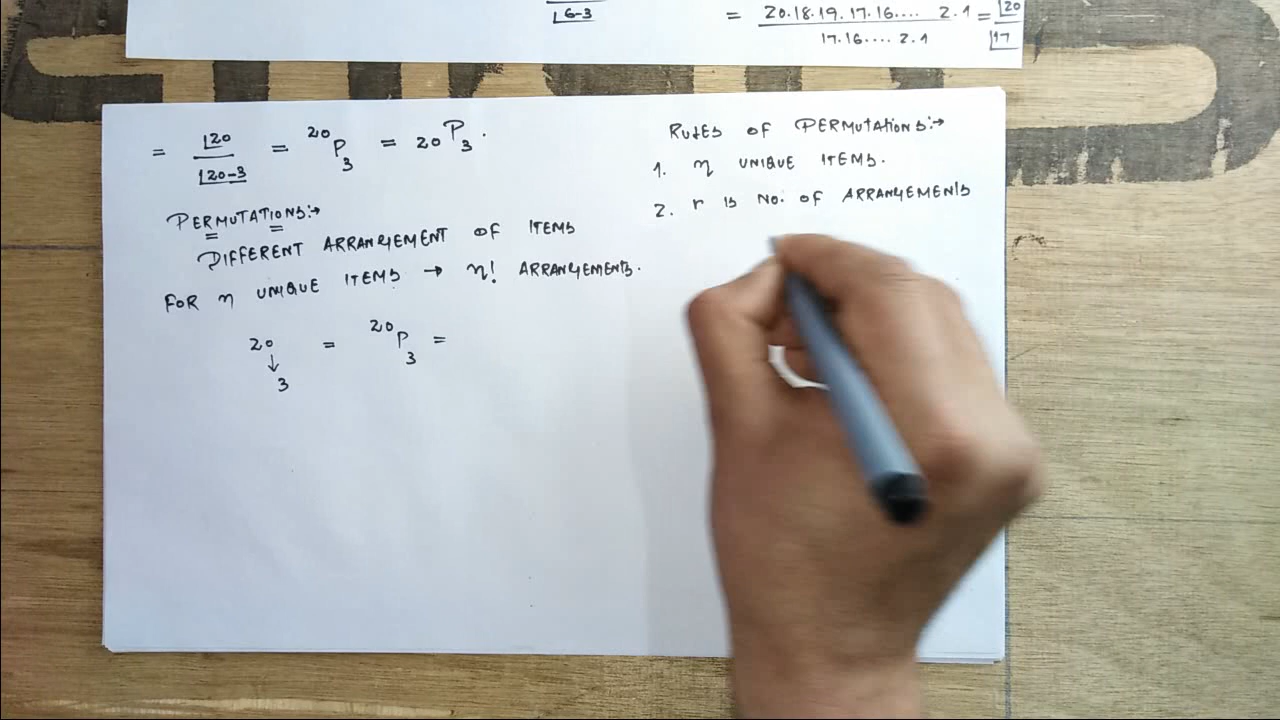 ⌊6-3
= 20.18.19.17.16.... 2.1 = ⌊20
17.16.... 2.1 ⌊17
= ⌊20 / ⌊20-3 = ²⁰P₃ = 20P₃.
PERMUTATIONS:→
DIFFERENT ARRANGEMENT OF ITEMS
FOR n UNIQUE ITEMS → n! ARRANGEMENTS.
20 = ²⁰P₃ =
↓
3
RULES OF PERMUTATIONS:→
1. n UNIQUE ITEMS.
2. r IS NO. OF ARRANGEMENTS